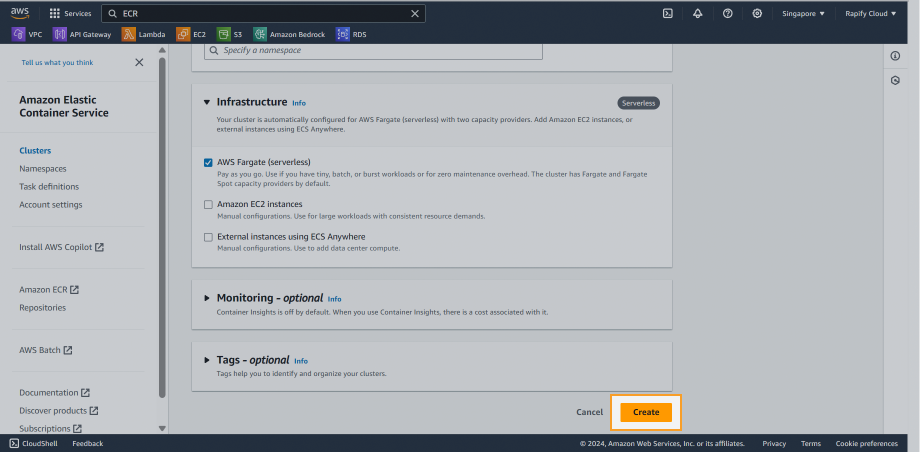 aws Services ECR Singapore ▼ Rapify Cloud ▼
VPC API Gateway Lambda EC2 S3 Amazon Bedrock RDS
Tell us what you think
Amazon Elastic
Container Service
Clusters
Namespaces
Task definitions
Account settings
Install AWS Copilot
Amazon ECR
Repositories
AWS Batch
Documentation
Discover products
Subscriptions
Specify a namespace
Infrastructure Info Serverless
Your cluster is automatically configured for AWS Fargate (serverless) with two capacity providers. Add Amazon EC2 instances, or
external instances using ECS Anywhere.
AWS Fargate (serverless)
Pay as you go. Use if you have tiny, batch, or burst workloads or for zero maintenance overhead. The cluster has Fargate and Fargate
Spot capacity providers by default.
Amazon EC2 instances
Manual configurations. Use for large workloads with consistent resource demands.
External instances using ECS Anywhere
Manual configurations. Use to add data center compute.
Monitoring - optional Info
Container Insights is off by default. When you use Container Insights, there is a cost associated with it.
Tags - optional Info
Tags help you to identify and organize your clusters.
Cancel Create
CloudShell Feedback © 2024, Amazon Web Services, Inc. or its affiliates. Privacy Terms Cookie preferences